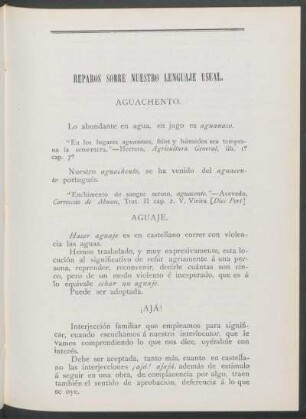 REPAROS SOBRE NUESTRO LENGUAJE USUAL.
AGUACHENTO.
Lo abundante en agua, en jugo es aguanoso.
"En los lugares aguanosos, fríos y húmedos sea tempra-
na la sementera."—Herrera, Agricultura General, lib. 1º
cap. 7º
Nuestro aguachento, se ha venido del aguacen-
to portugués.
"Enchimento de sangue seroso, aguacento."—Azevedo,
Correccão de Abusos, Trat. II cap. 2. V. Vieira [Dicc Port]
AGUAJE.
Hacer aguaje es en castellano correr con violen-
cia las aguas.
Hemos trasladado, y muy expresivamente, esta lo-
cución al significativo de reñir agriamente á una per-
sona, reprender, reconvenir, decirle cuántas son cin-
co, pero de un modo violento é inesperado, que es á
lo equivale echar un aguaje.
Puede ser adoptada.
¡AJÁ!
Interjección familiar que empleamos para signifi-
car, cuando escuchamos á nuestro interlocutor, que le
vamos comprendiendo lo que nos dice, oyéndole con
interés.
Debe ser aceptada, tanto más, cuanto en castella-
no las interjecciones ¡ajá! ajajá, además de estímulo
á seguir en una obra, de complacencia por algo, traen
también el sentido de aprobación, deferencia á lo que
se oye.